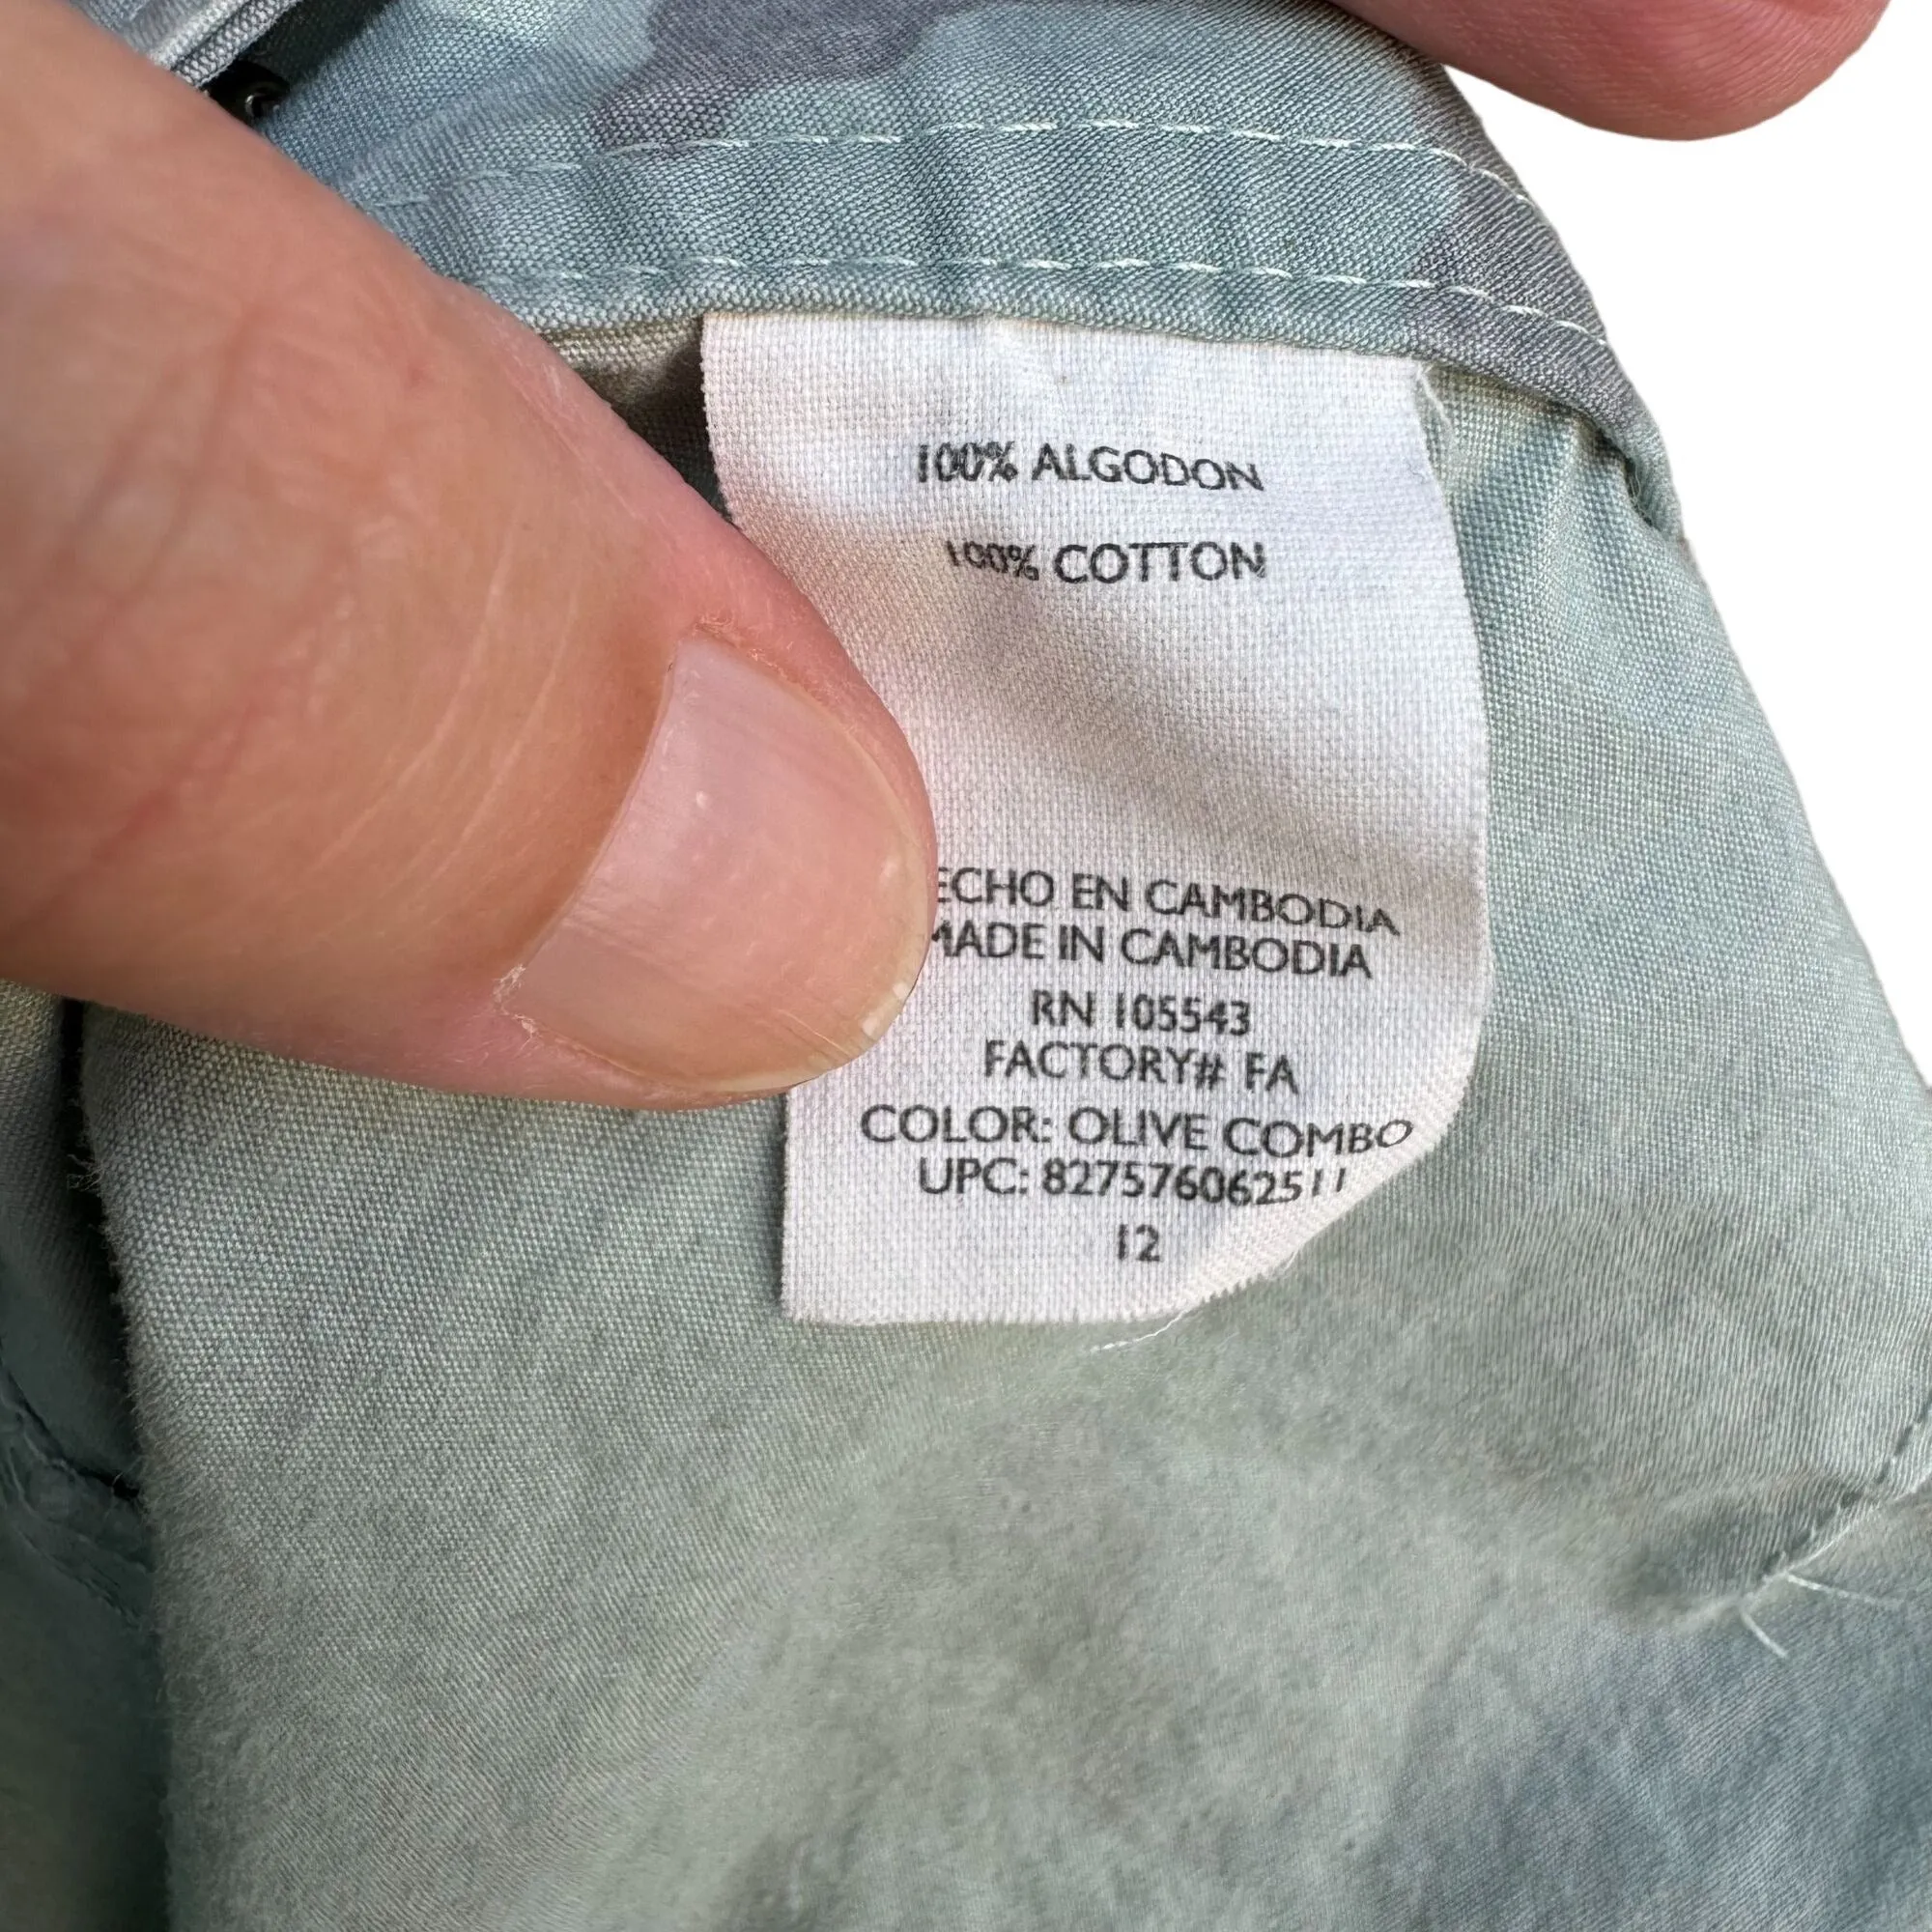 100% ALGODON
100% COTTON
ECHO EN CAMBODIA
MADE IN CAMBODIA
RN 105543
FACTORY# FA
COLOR: OLIVE COMBO
UPC: 827576062511
12